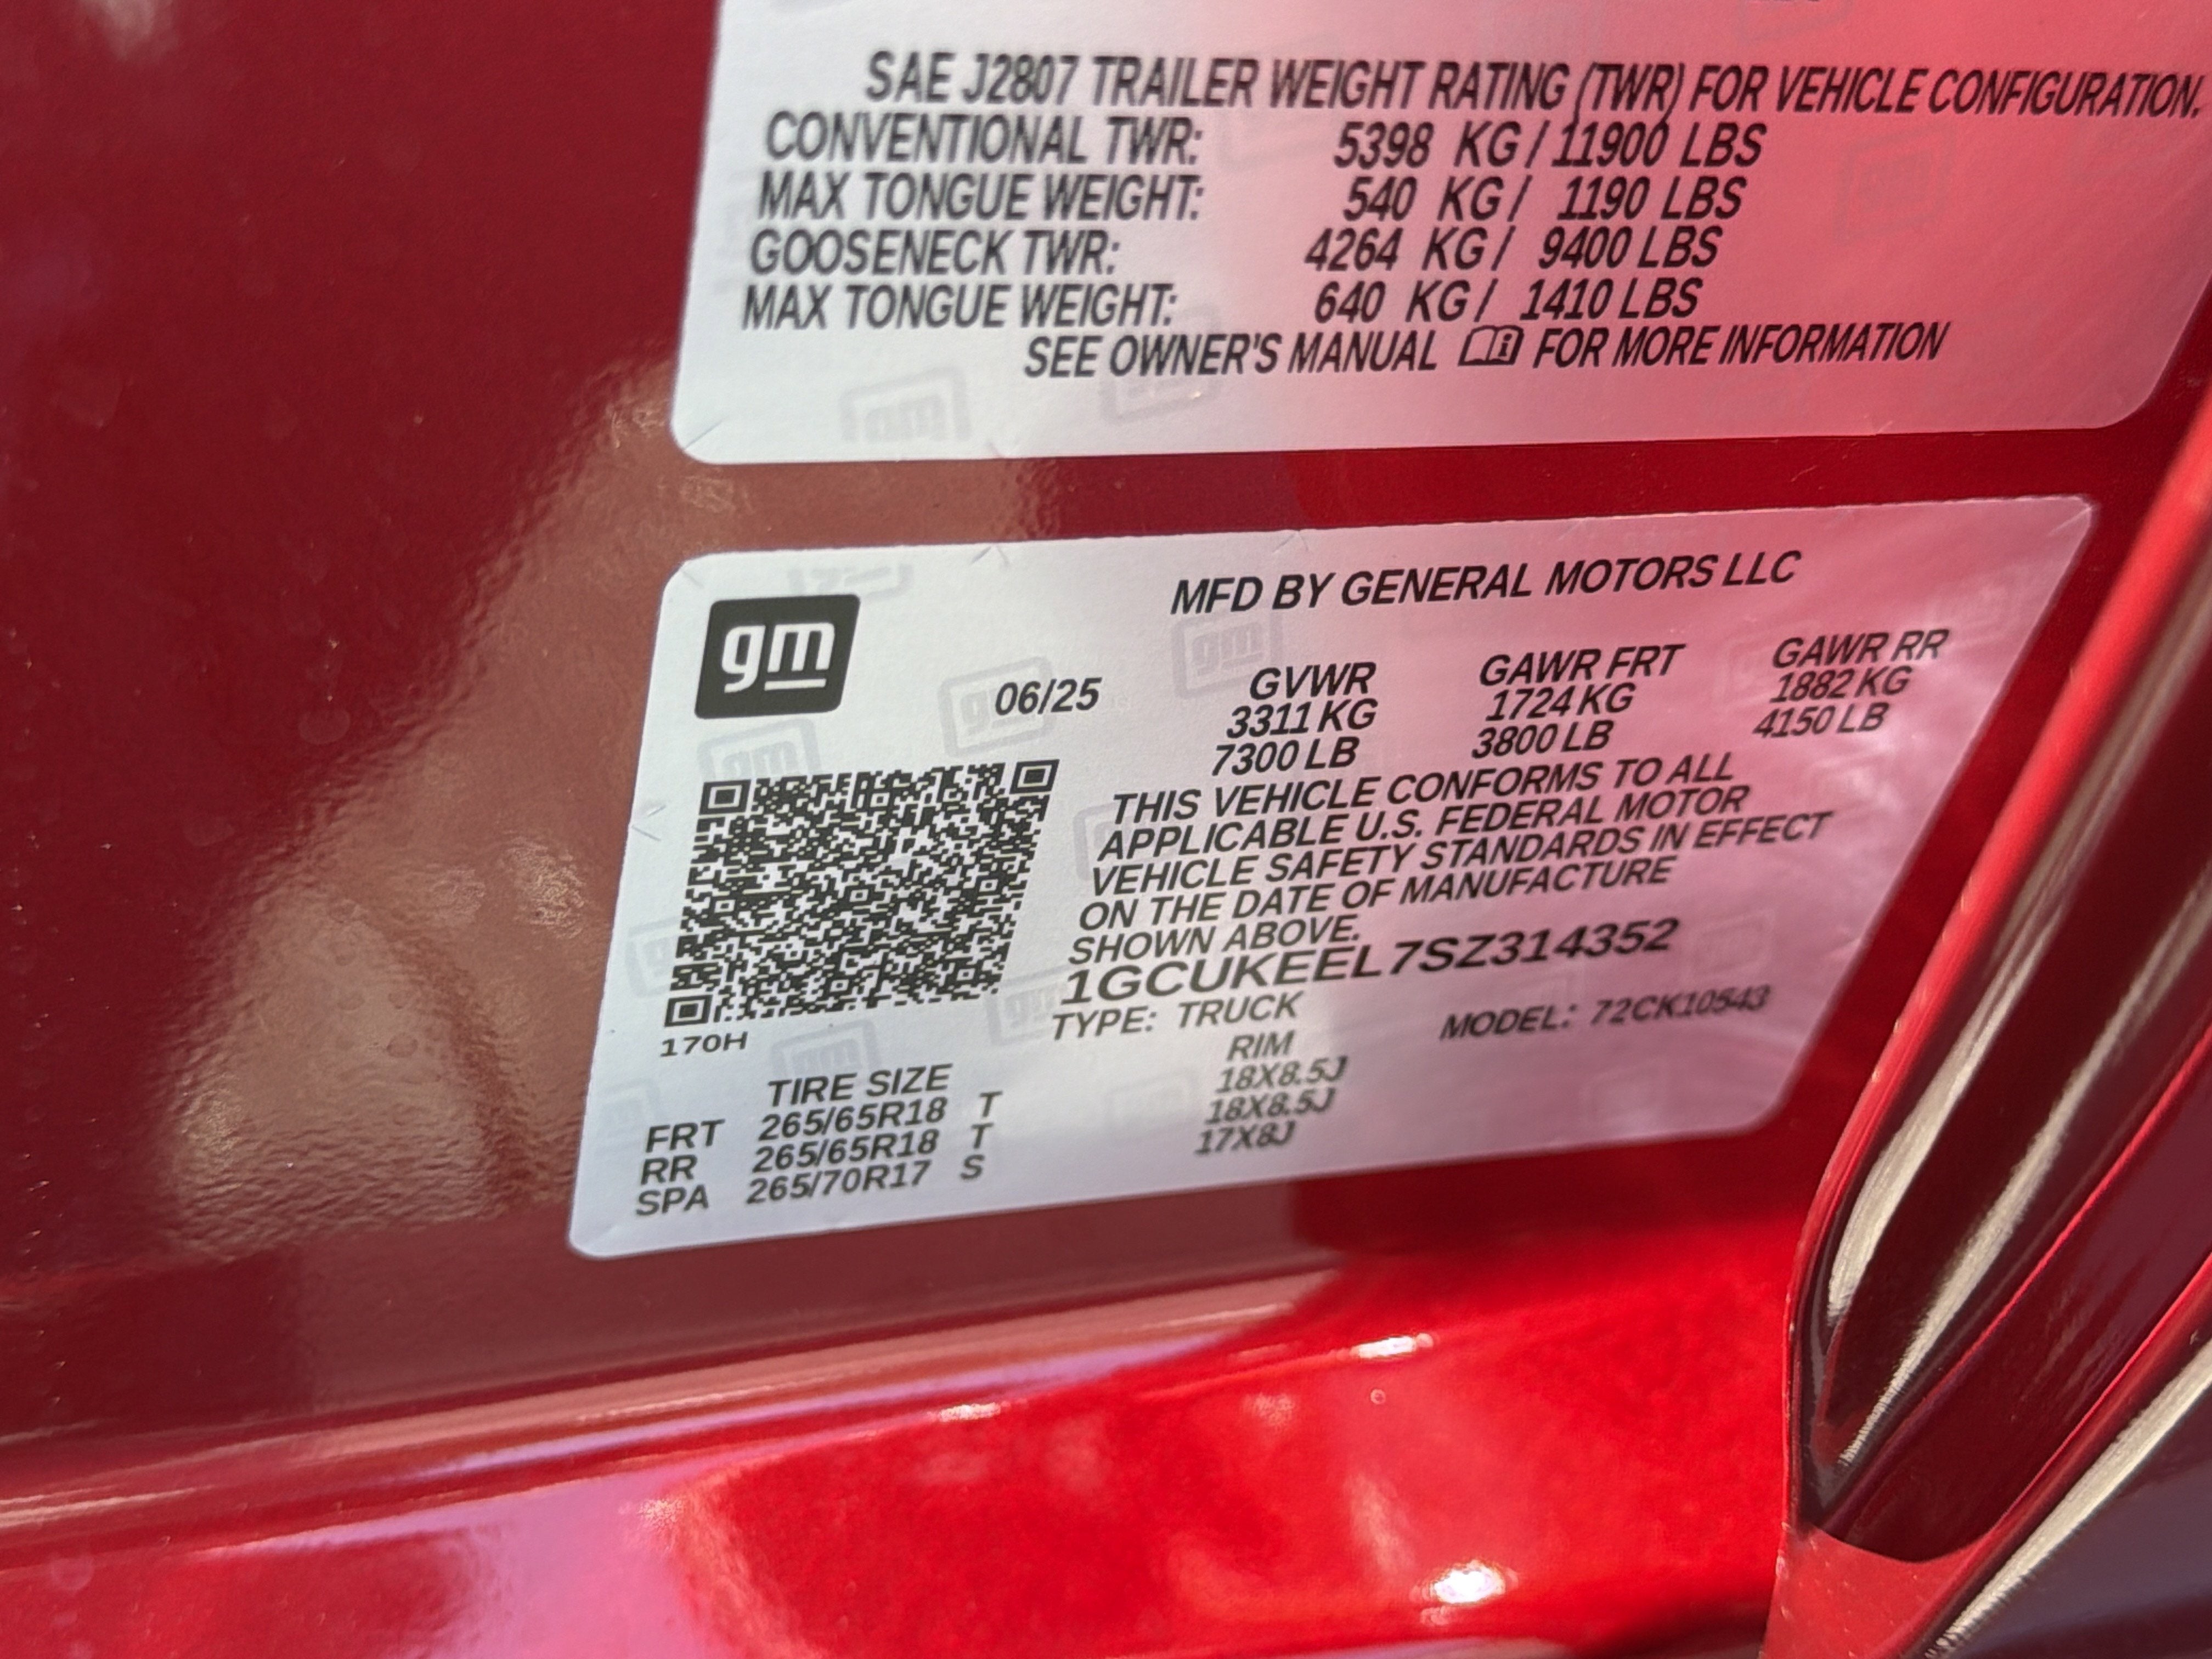 SAE J2807 TRAILER WEIGHT RATING (TWR) FOR VEHICLE CONFIGURATION.
CONVENTIONAL TWR: 5398 KG / 11900 LBS
MAX TONGUE WEIGHT: 540 KG / 1190 LBS
GOOSENECK TWR: 4264 KG / 9400 LBS
MAX TONGUE WEIGHT: 640 KG / 1410 LBS
SEE OWNER'S MANUAL FOR MORE INFORMATION
gm
MFD BY GENERAL MOTORS LLC
06/25
GVWR GAWR FRT GAWR RR
3311 KG 1724 KG 1882 KG
7300 LB 3800 LB 4150 LB
THIS VEHICLE CONFORMS TO ALL
APPLICABLE U.S. FEDERAL MOTOR
VEHICLE SAFETY STANDARDS IN EFFECT
ON THE DATE OF MANUFACTURE
SHOWN ABOVE.
1GCUKEEL7SZ314352
TYPE: TRUCK MODEL: 72CK10543
170H
TIRE SIZE RIM
FRT 265/65R18 T 18X8.5J
RR 265/65R18 T 18X8.5J
SPA 265/70R17 S 17X8J